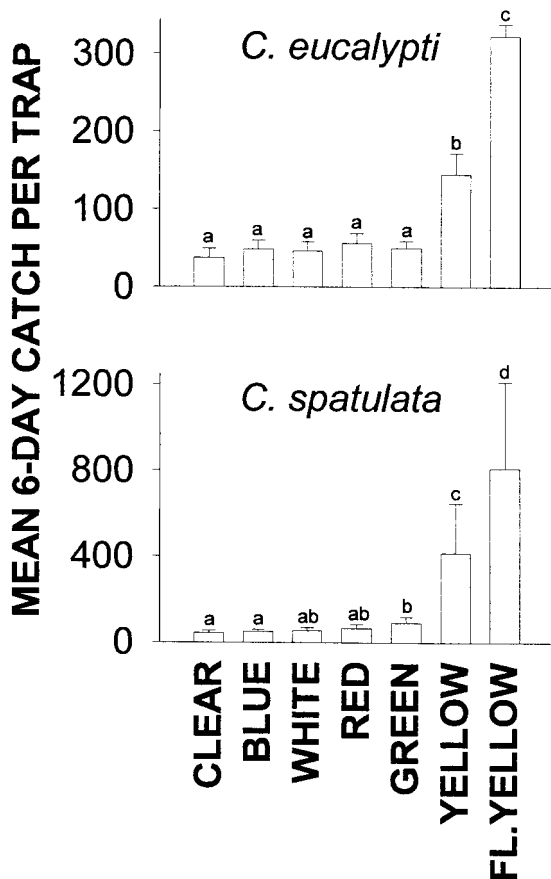 MEAN 6-DAY CATCH PER TRAP
C. eucalypti
300
200
100
0
a
a
a
a
a
b
c
C. spatulata
1200
800
400
0
a
a
ab
ab
b
c
d
CLEAR
BLUE
WHITE
RED
GREEN
YELLOW
FL.YELLOW